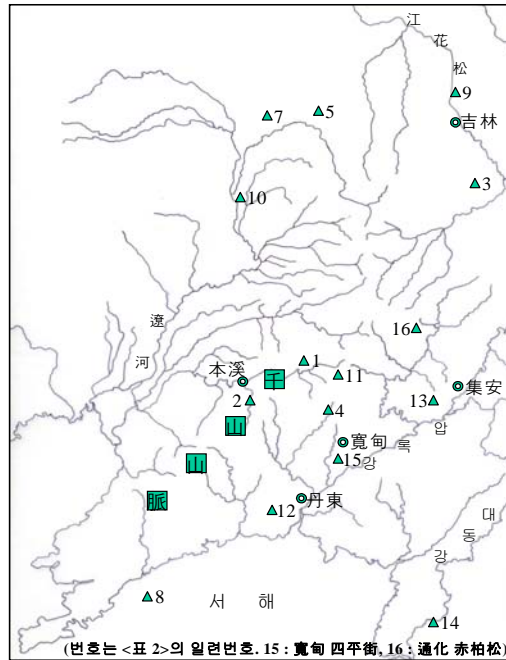 江
花
松
9
吉林
7
5
3
10
遼
河
16
1
本溪
千
11
集安
2
13
4
山
압
록
강
寬甸
15
山
脈
丹東
12
대
동
강
8
서 해
14
(번호는 <표 2>의 일련번호. 15 : 寬甸 四平街, 16 : 通化 赤柏松)